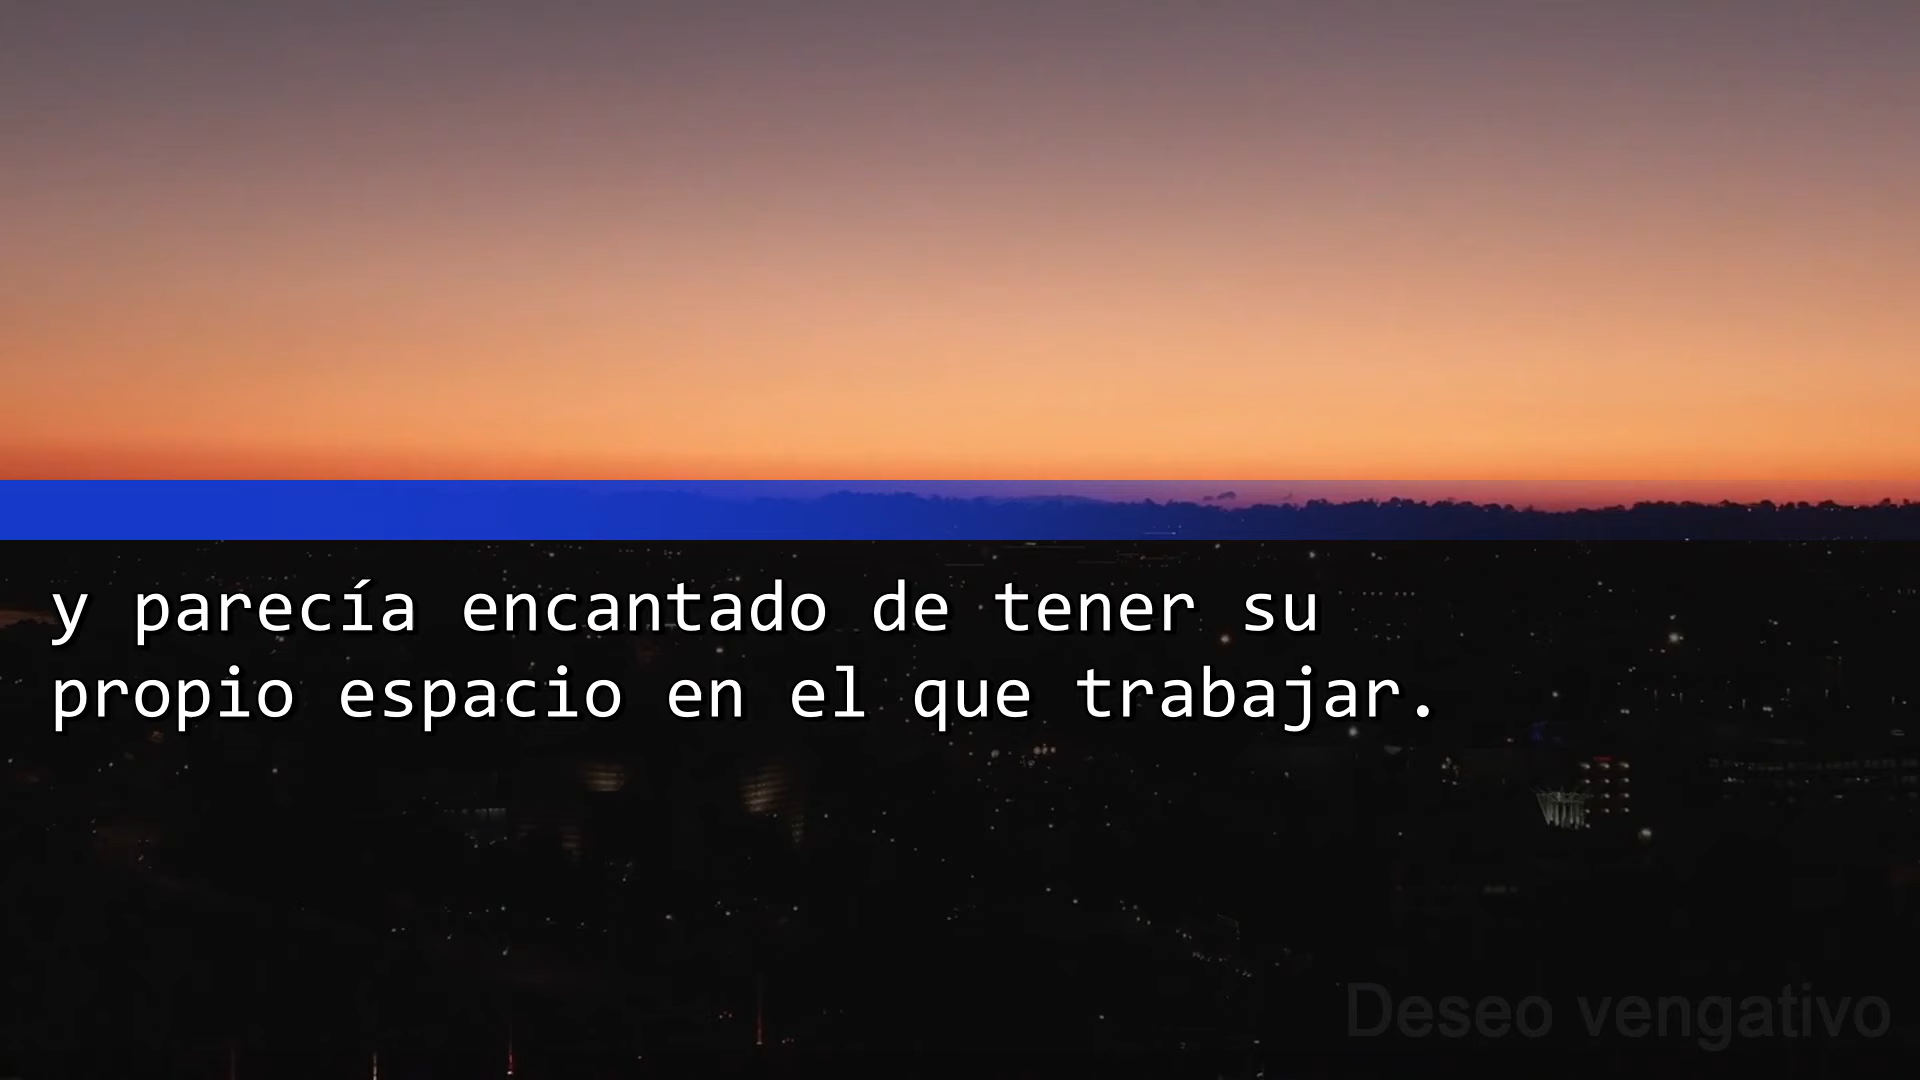 y parecía encantado de tener su
propio espacio en el que trabajar.
Deseo vengativo